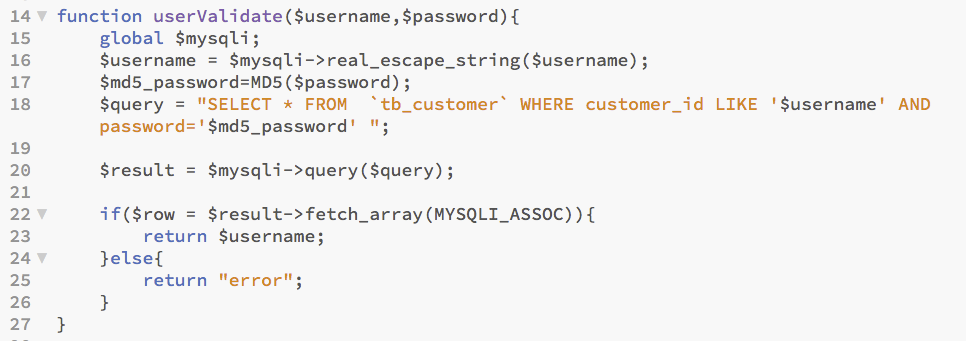 14 function userValidate($username,$password){
15     global $mysqli;
16     $username = $mysqli->real_escape_string($username);
17     $md5_password=MD5($password);
18     $query = "SELECT * FROM  `tb_customer` WHERE customer_id LIKE '$username' AND
password='$md5_password' ";
19
20     $result = $mysqli->query($query);
21
22     if($row = $result->fetch_array(MYSQLI_ASSOC)){
23         return $username;
24     }else{
25         return "error";
26     }
27 }